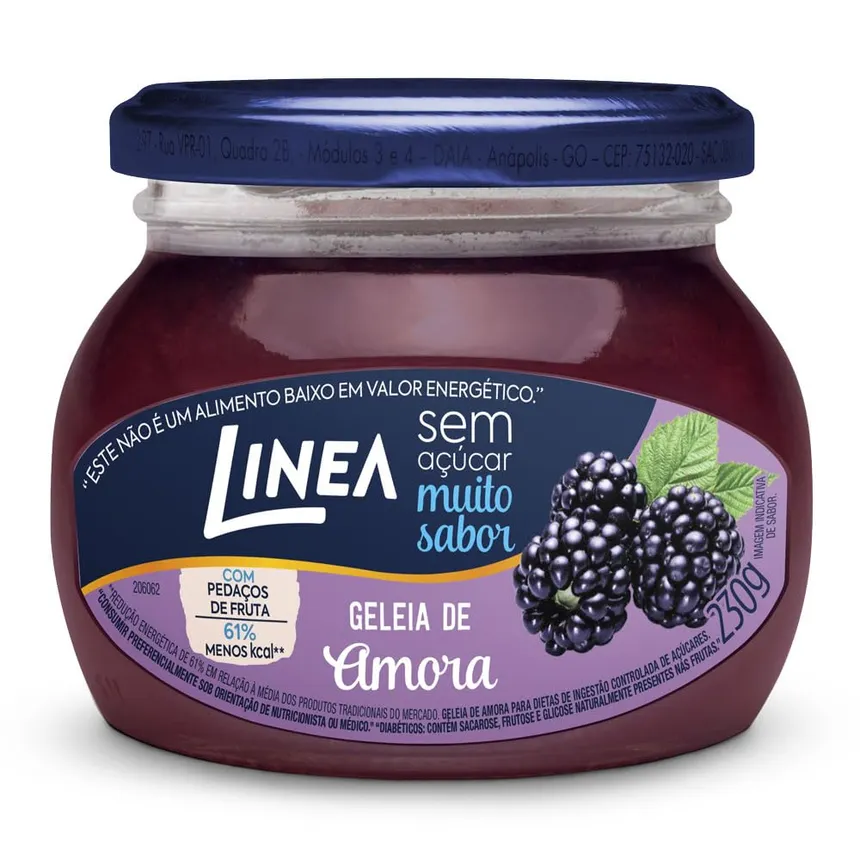 297 - Rua VPR-01, Quadra 2B, - Módulos 3 e 4 - DAIA - Anápolis - GO - CEP: 75132-020 - SAC
"ESTE NÃO É UM ALIMENTO BAIXO EM VALOR ENERGÉTICO."
LINEA
sem
açúcar
muito
sabor
IMAGEM INDICATIVA
DE SABOR.
206062
COM
PEDAÇOS
DE FRUTA
61%
MENOS kcal**
GELEIA DE
Amora
230g
**REDUÇÃO ENERGÉTICA DE 61% EM RELAÇÃO À MÉDIA DOS PRODUTOS TRADICIONAIS DO MERCADO. GELEIA DE AMORA PARA DIETAS DE INGESTÃO CONTROLADA DE AÇÚCARES.
"CONSUMIR PREFERENCIALMENTE SOB ORIENTAÇÃO DE NUTRICIONISTA OU MÉDICO." "DIABÉTICOS: CONTÉM SACAROSE, FRUTOSE E GLICOSE NATURALMENTE PRESENTES NAS FRUTAS."